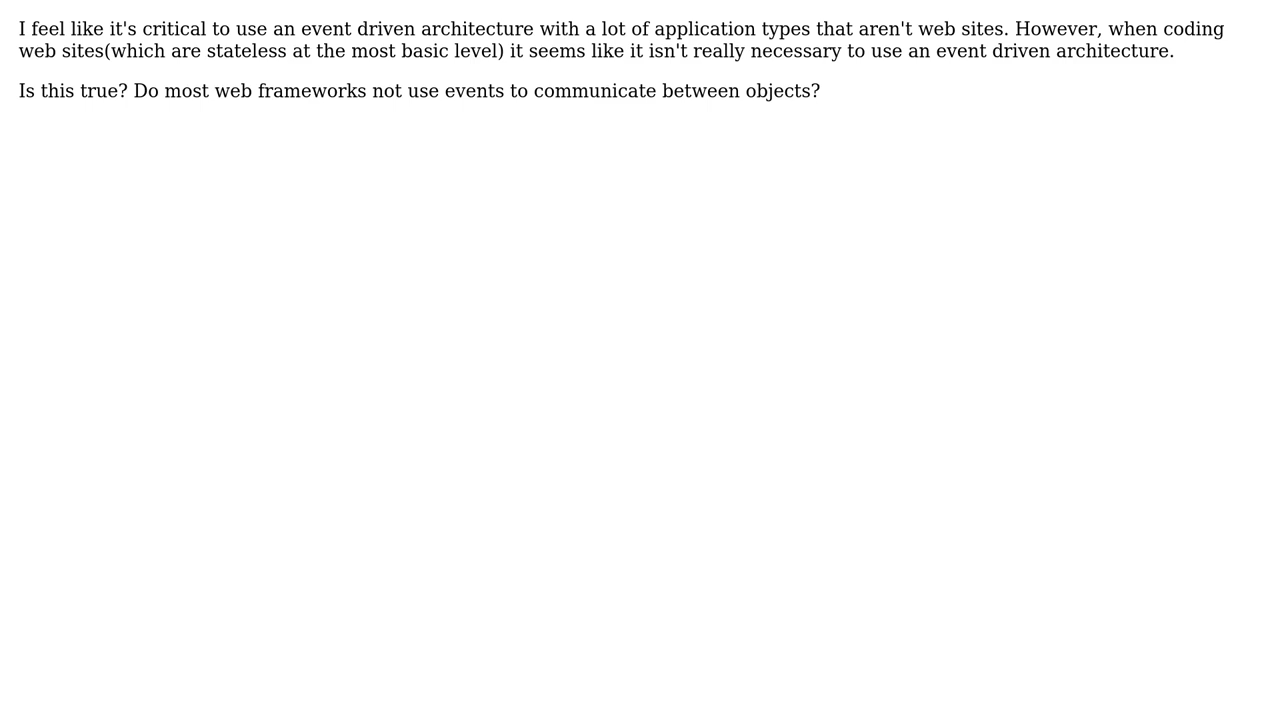 I feel like it's critical to use an event driven architecture with a lot of application types that aren't web sites. However, when coding
web sites(which are stateless at the most basic level) it seems like it isn't really necessary to use an event driven architecture.
Is this true? Do most web frameworks not use events to communicate between objects?